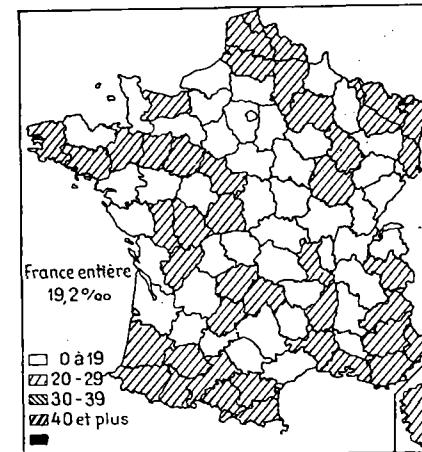 France entière
19,2‰
0 à 19
20-29
30-39
40 et plus